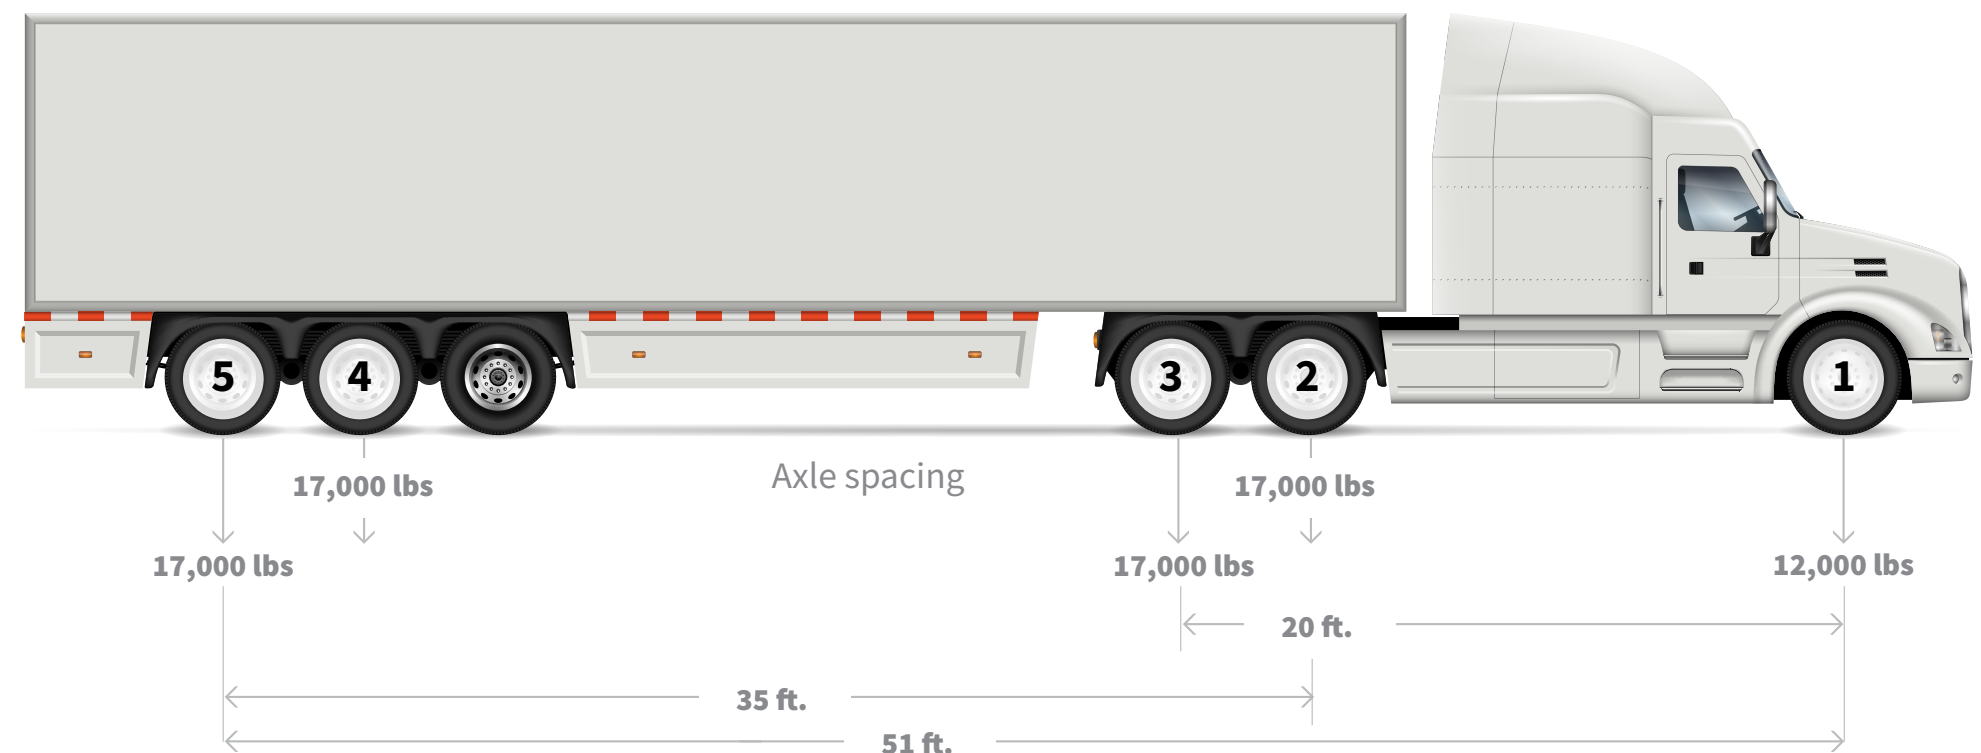 5
4
3
2
1
Axle spacing
17,000 lbs
17,000 lbs
17,000 lbs
17,000 lbs
12,000 lbs
20 ft.
35 ft.
51 ft.